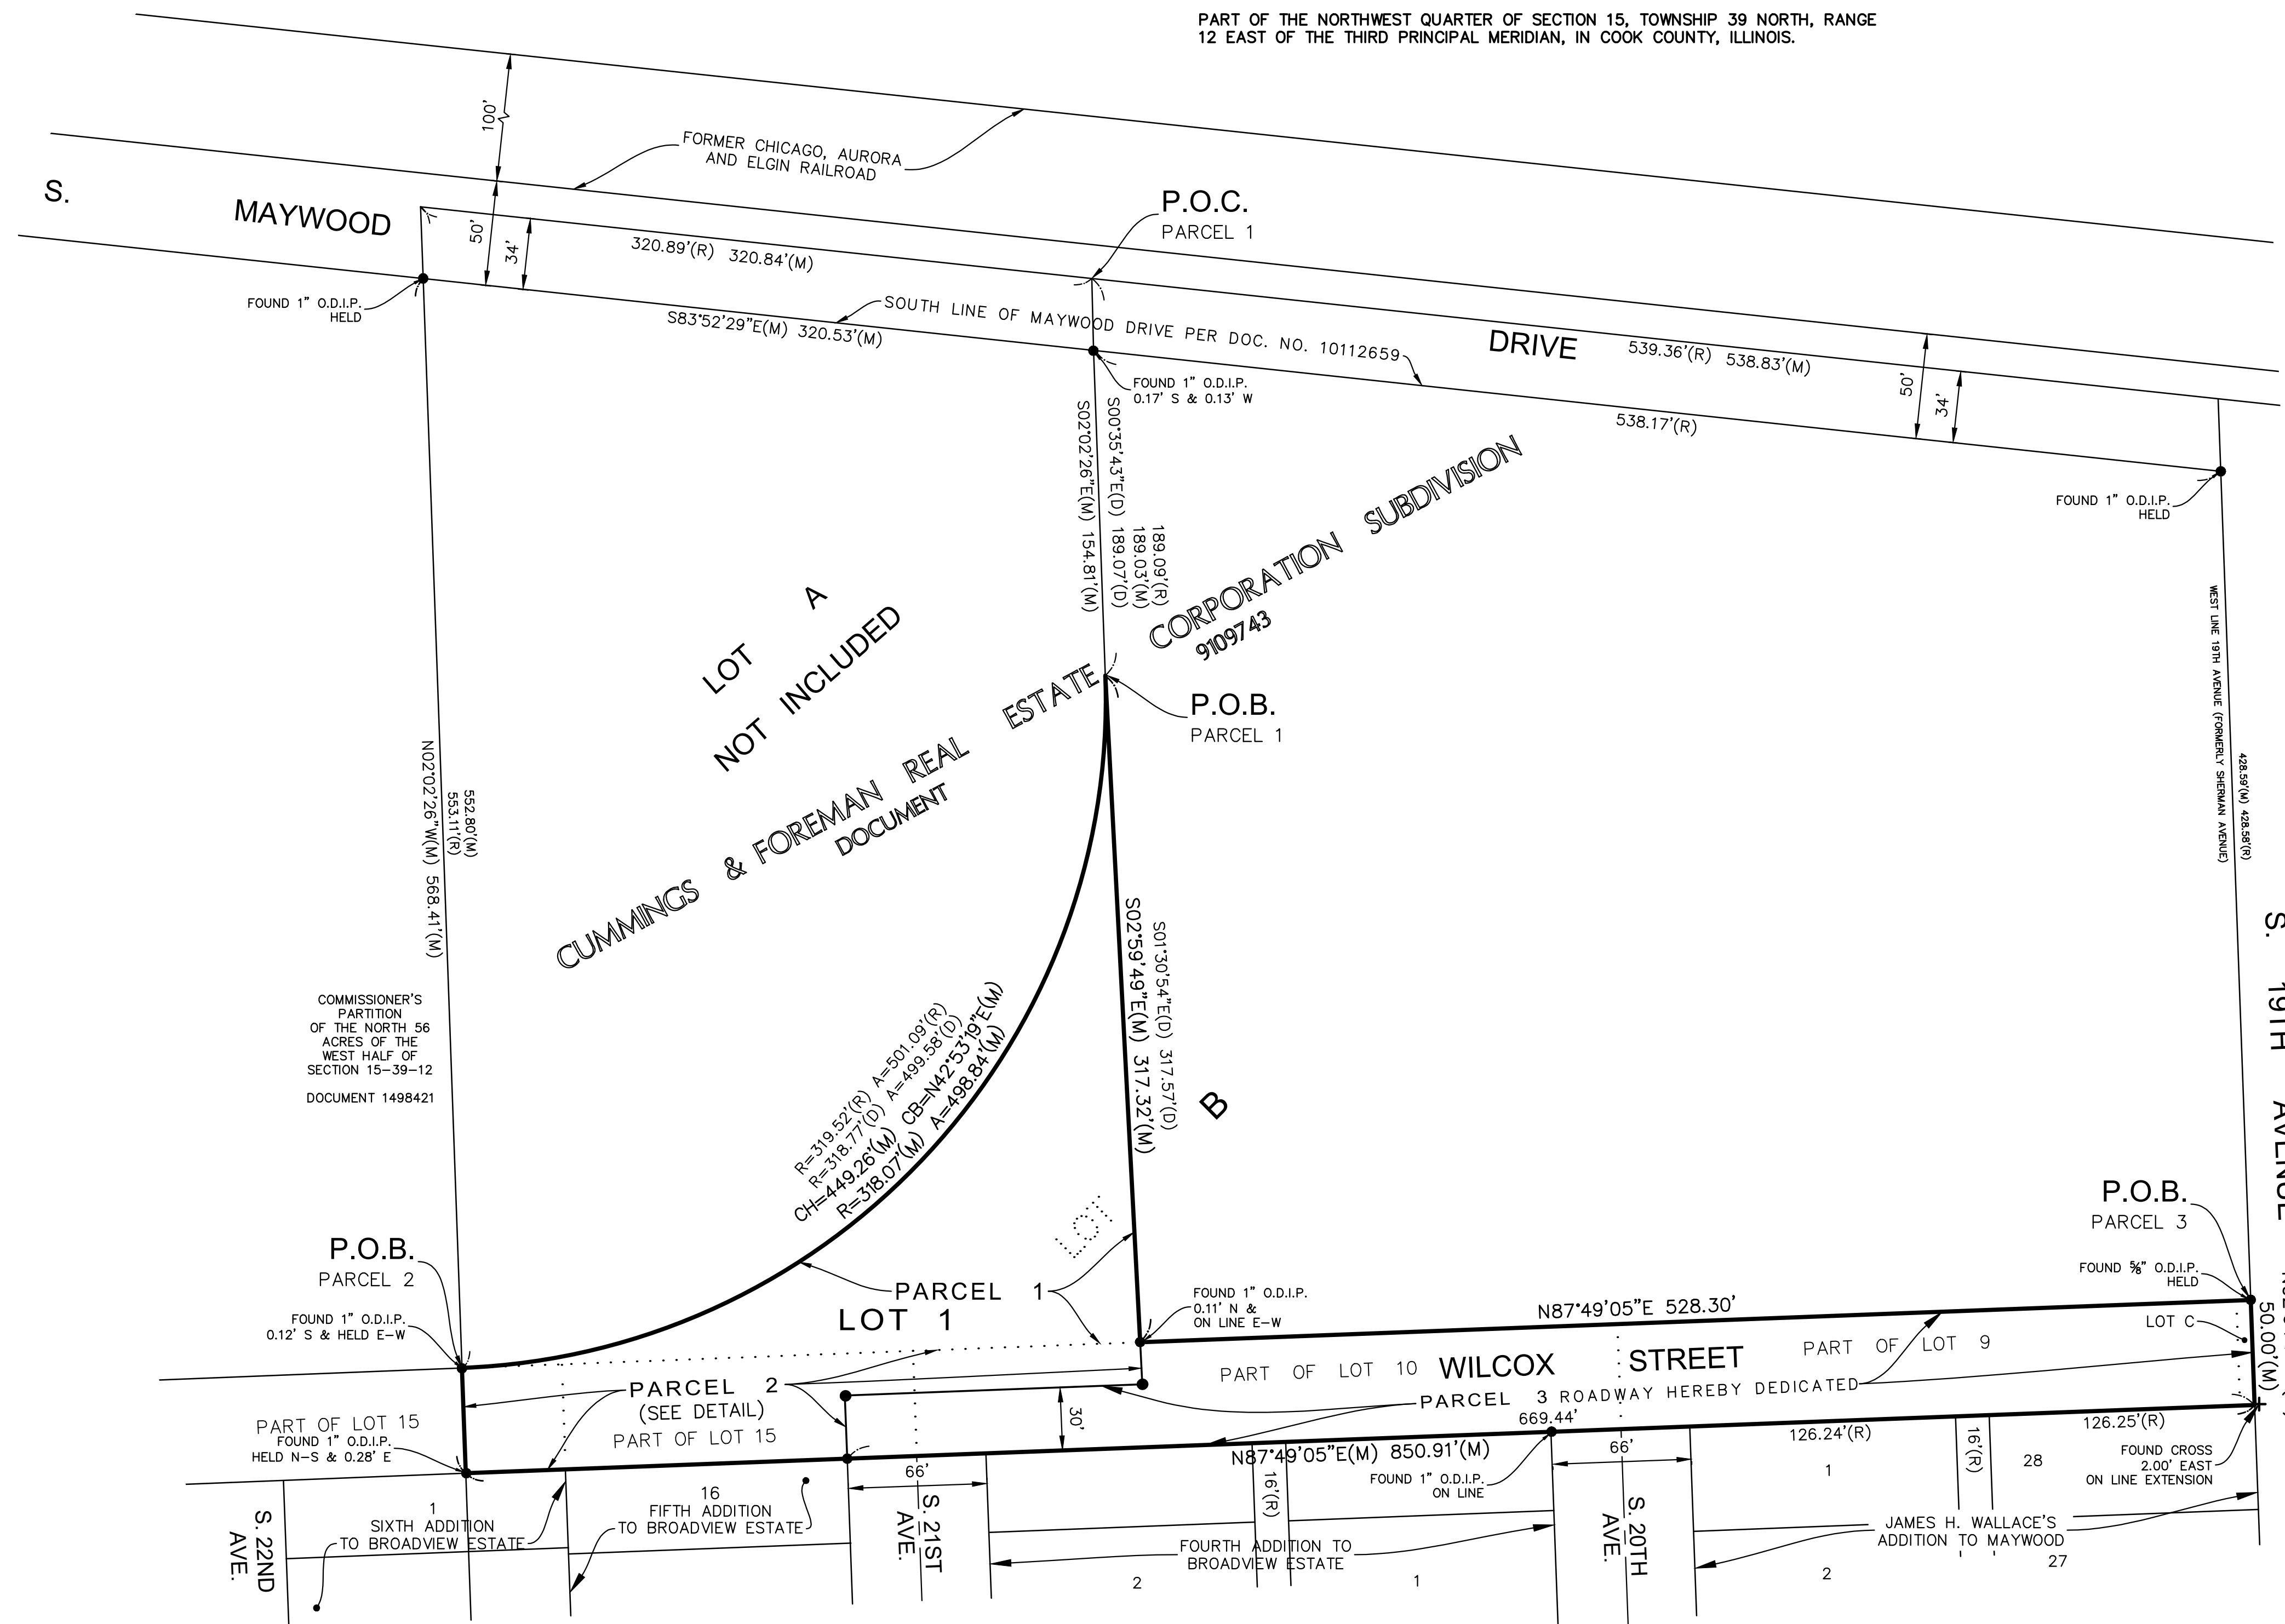 PART OF THE NORTHWEST QUARTER OF SECTION 15, TOWNSHIP 39 NORTH, RANGE
12 EAST OF THE THIRD PRINCIPAL MERIDIAN, IN COOK COUNTY, ILLINOIS.
100'
FORMER CHICAGO, AURORA
AND ELGIN RAILROAD
S. MAYWOOD DRIVE
P.O.C.
PARCEL 1
50'
34'
320.89'(R) 320.84'(M)
FOUND 1" O.D.I.P.
HELD
S83°52'29"E(M) 320.53'(M)
SOUTH LINE OF MAYWOOD DRIVE PER DOC. NO. 10112659
539.36'(R) 538.83'(M)
50'
34'
538.17'(R)
FOUND 1" O.D.I.P.
0.17' S & 0.13' W
S02°02'26"E(M) 154.81'(M)
S00°35'43"E(D) 189.07'(D)
189.03'(M)
189.09'(R)
FOUND 1" O.D.I.P.
HELD
LOT A
NOT INCLUDED
CUMMINGS & FOREMAN REAL ESTATE CORPORATION SUBDIVISION
DOCUMENT 9109743
P.O.B.
PARCEL 1
WEST LINE 19TH AVENUE (FORMERLY SHERMAN AVENUE)
428.59'(M) 428.58'(R)
N02°02'26"W(M) 568.41'(M)
553.11'(R)
552.80'(M)
S. 19TH AVENUE
COMMISSIONER'S
PARTITION
OF THE NORTH 56
ACRES OF THE
WEST HALF OF
SECTION 15-39-12
DOCUMENT 1498421
R=319.52'(R) A=501.09'(R)
R=318.77'(D) A=499.58'(D)
CH=449.26'(M) CB=N42°53'19"E(M)
R=318.07'(M) A=498.84'(M)
S02°59'49"E(M) 317.32'(M)
S01°30'54"E(D) 317.57'(D)
LOT B
P.O.B.
PARCEL 2
P.O.B.
PARCEL 3
FOUND 1" O.D.I.P.
0.12' S & HELD E-W
PARCEL 1
LOT 1
FOUND 1" O.D.I.P.
0.11' N &
ON LINE E-W
N87°49'05"E 528.30'
FOUND ⅝" O.D.I.P.
HELD
LOT C
50.00'(M)
PART OF LOT 10
WILCOX STREET
PART OF LOT 9
PARCEL 2
(SEE DETAIL)
PART OF LOT 15
PART OF LOT 15
PARCEL 3 ROADWAY HEREBY DEDICATED
30'
669.44'
N87°49'05"E(M) 850.91'(M)
FOUND 1" O.D.I.P.
HELD N-S & 0.28' E
66'
16'(R)
FOUND 1" O.D.I.P.
ON LINE
66'
126.24'(R)
16'(R)
126.25'(R)
FOUND CROSS
2.00' EAST
ON LINE EXTENSION
S. 22ND
AVE.
1
SIXTH ADDITION
TO BROADVIEW ESTATE
16
FIFTH ADDITION
TO BROADVIEW ESTATE
S. 21ST
AVE.
FOURTH ADDITION TO
BROADVIEW ESTATE
2
1
S. 20TH
AVE.
1
28
JAMES H. WALLACE'S
ADDITION TO MAYWOOD
2
27